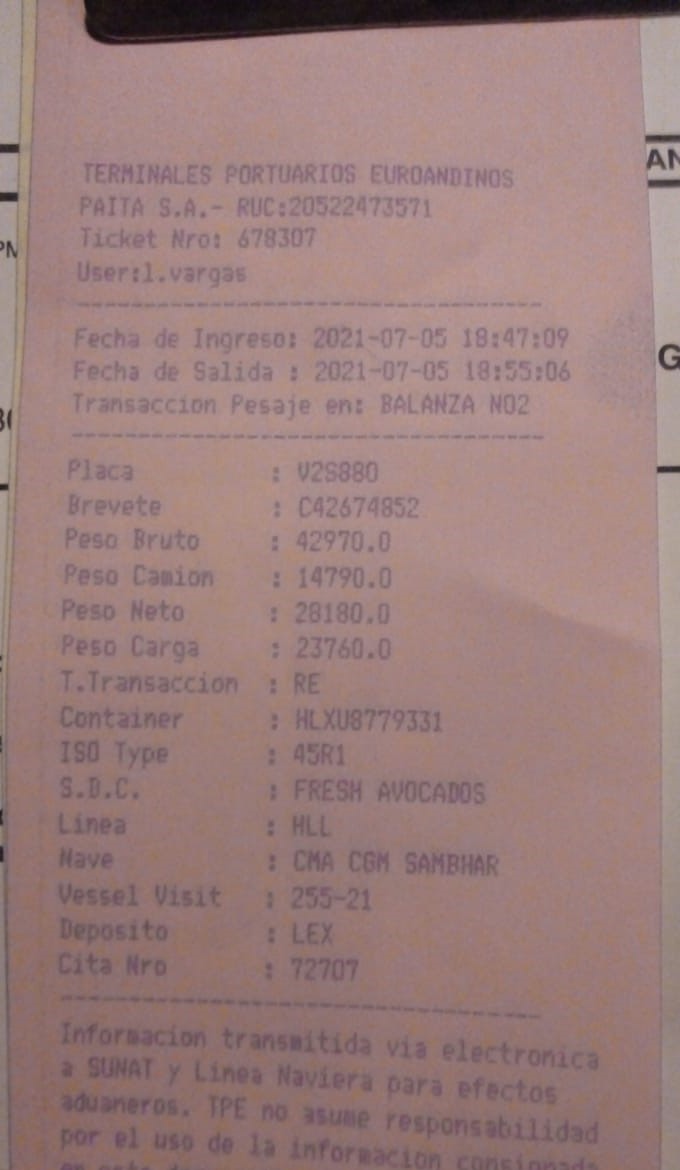 TERMINALES PORTUARIOS EUROANDINOS
PAITA S.A.- RUC:20522473571
Ticket Nro: 678307
User:l.vargas
Fecha de Ingreso: 2021-07-05 18:47:09
Fecha de Salida : 2021-07-05 18:55:06
Transaccion Pesaje en: BALANZA NO2
Placa : V2S880
Brevete : C42674852
Peso Bruto : 42970.0
Peso Camion : 14790.0
Peso Neto : 28180.0
Peso Carga : 23760.0
T.Transaccion : RE
Container : HLXU8779331
ISO Type : 45R1
S.D.C. : FRESH AVOCADOS
Linea : HLL
Nave : CMA CGM SAMBHAR
Vessel Visit : 255-21
Deposito : LEX
Cita Nro : 72707
Informacion transmitida via electronica
a SUNAT y Linea Naviera para efectos
aduaneros. TPE no asume responsabilidad
por el uso de la informacion